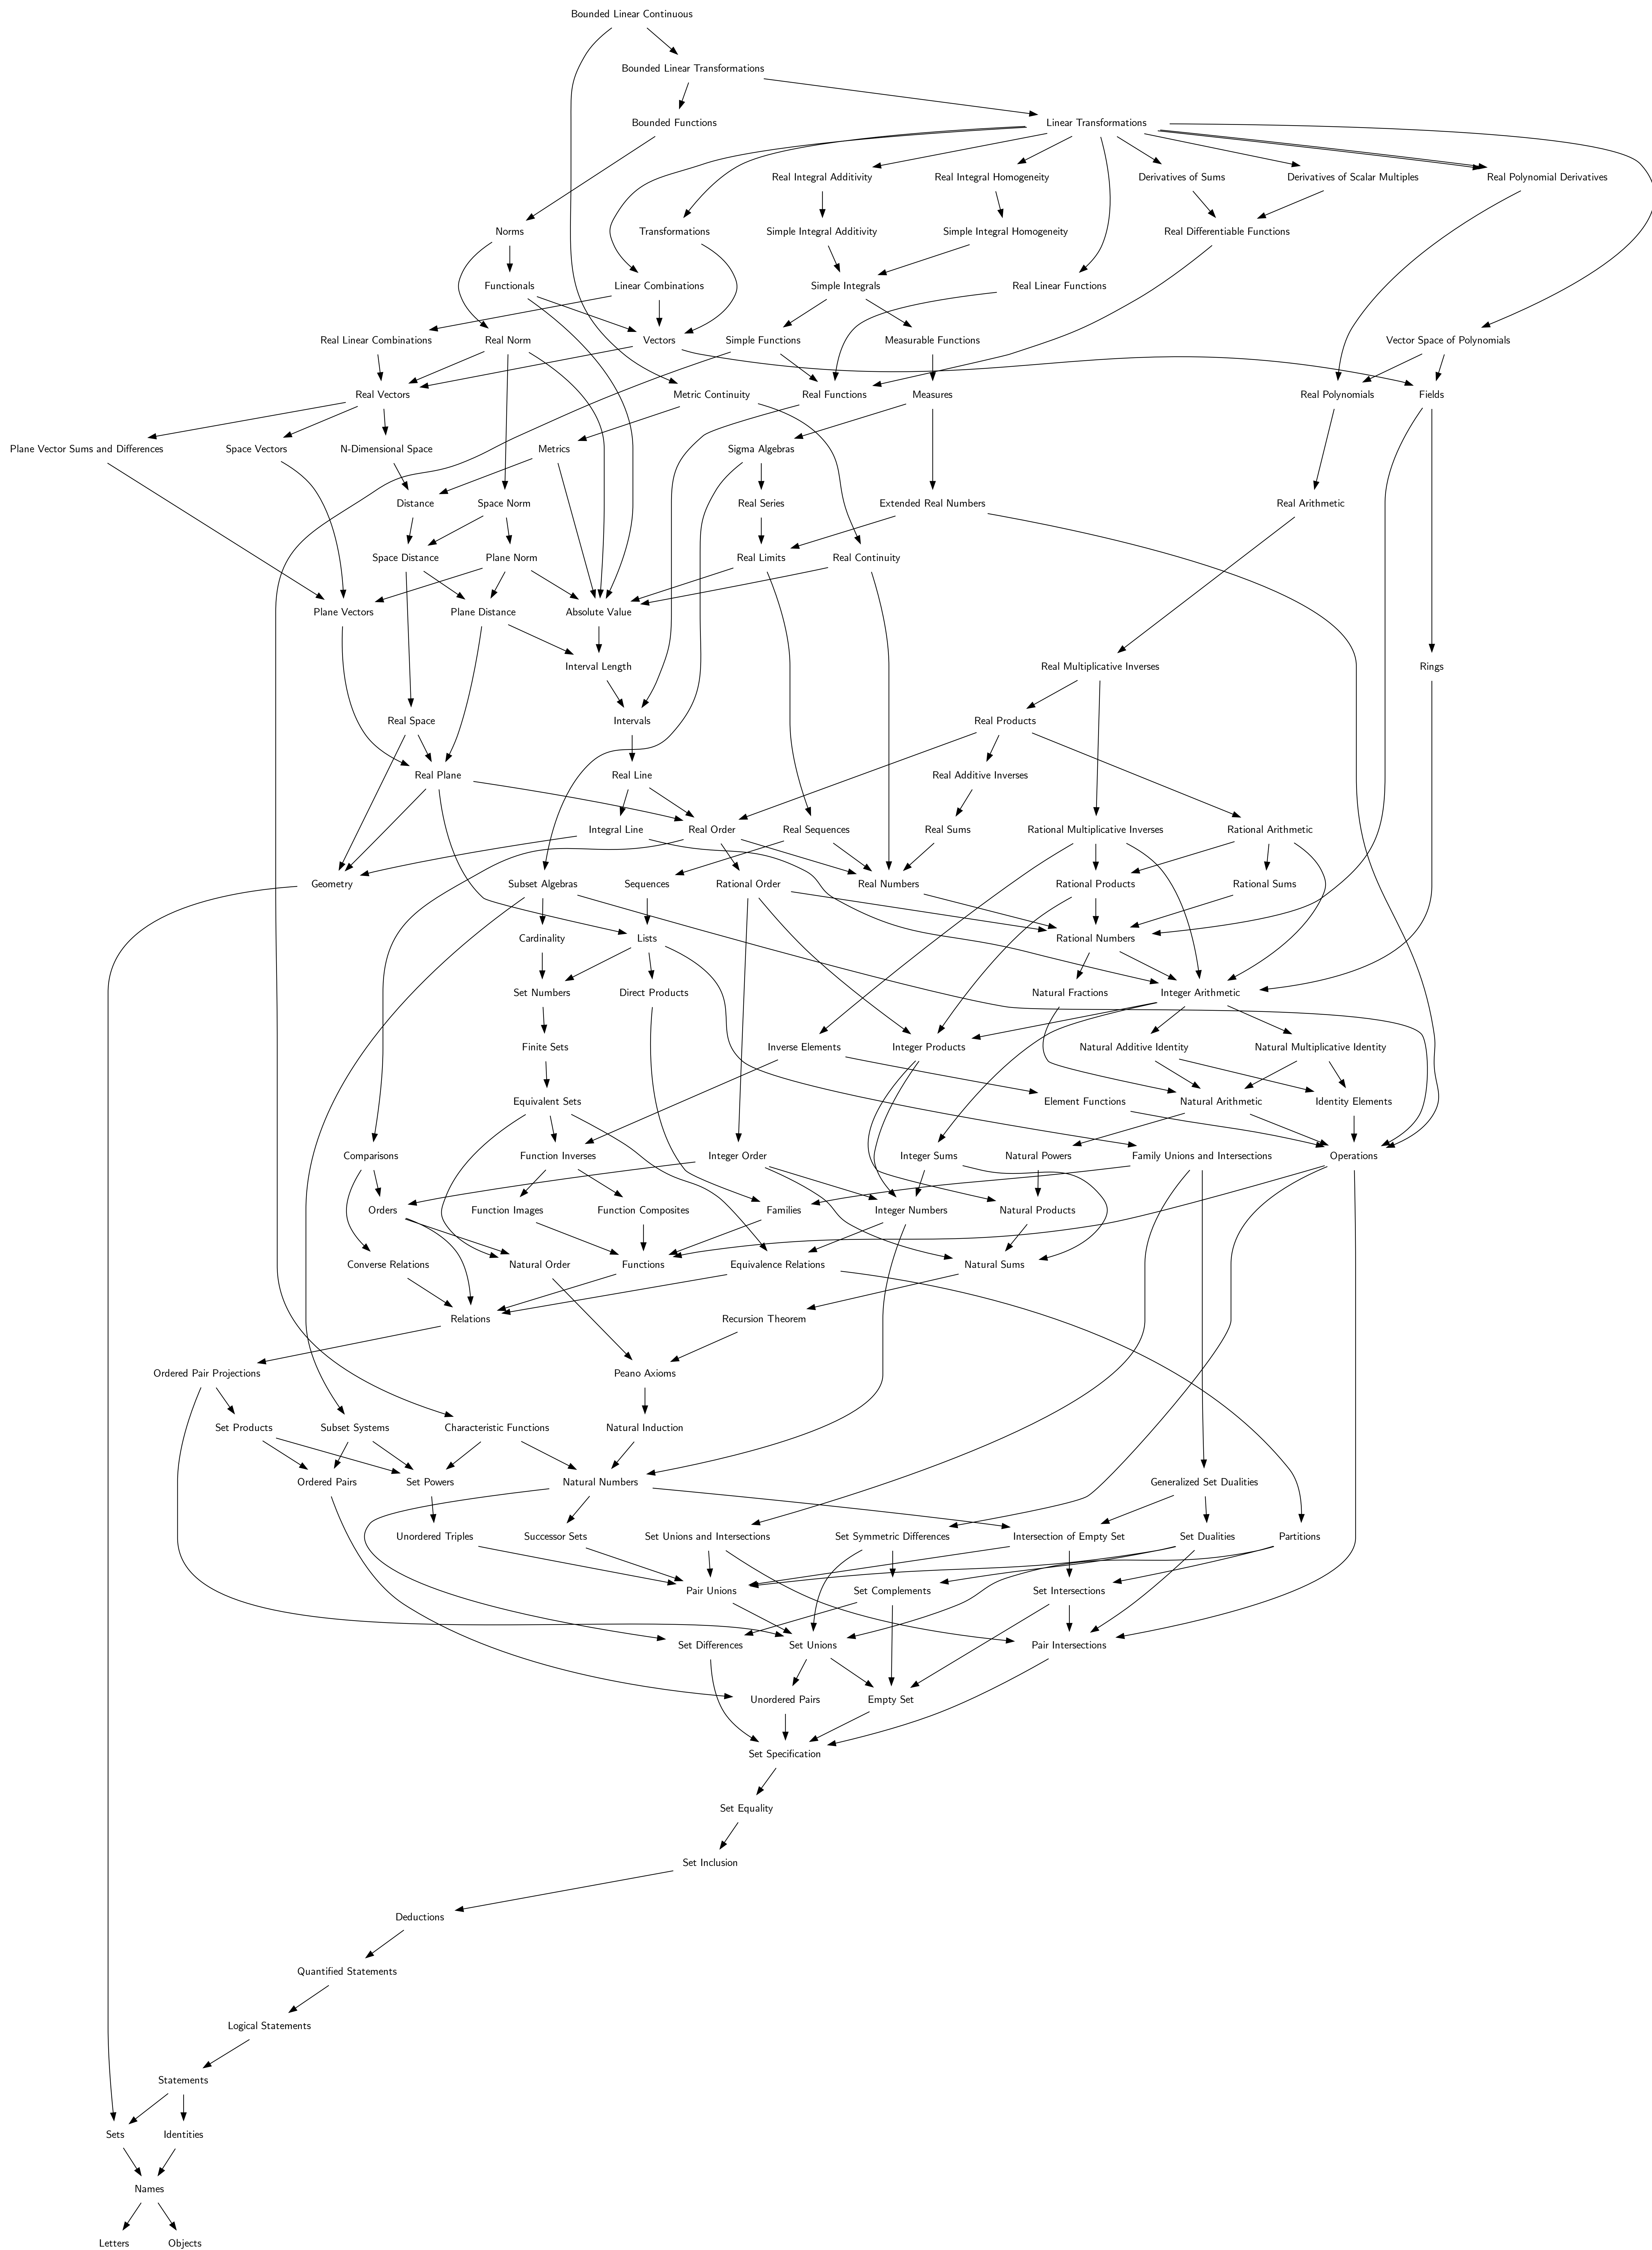 Bounded Linear Continuous
Bounded Linear Transformations
Bounded Functions
Linear Transformations
Real Integral Additivity
Real Integral Homogeneity
Derivatives of Sums
Derivatives of Scalar Multiples
Real Polynomial Derivatives
Norms
Transformations
Simple Integral Additivity
Simple Integral Homogeneity
Real Differentiable Functions
Functionals
Linear Combinations
Simple Integrals
Real Linear Functions
Real Linear Combinations
Real Norm
Vectors
Simple Functions
Measurable Functions
Vector Space of Polynomials
Real Vectors
Metric Continuity
Real Functions
Measures
Real Polynomials
Fields
Plane Vector Sums and Differences
Space Vectors
N-Dimensional Space
Metrics
Sigma Algebras
Distance
Space Norm
Real Series
Extended Real Numbers
Real Arithmetic
Space Distance
Plane Norm
Real Limits
Real Continuity
Plane Vectors
Plane Distance
Absolute Value
Interval Length
Real Multiplicative Inverses
Rings
Real Space
Intervals
Real Products
Real Plane
Real Line
Real Additive Inverses
Integral Line
Real Order
Real Sequences
Real Sums
Rational Multiplicative Inverses
Rational Arithmetic
Geometry
Subset Algebras
Sequences
Rational Order
Real Numbers
Rational Products
Rational Sums
Cardinality
Lists
Rational Numbers
Set Numbers
Direct Products
Natural Fractions
Integer Arithmetic
Finite Sets
Inverse Elements
Integer Products
Natural Additive Identity
Natural Multiplicative Identity
Equivalent Sets
Element Functions
Natural Arithmetic
Identity Elements
Comparisons
Function Inverses
Integer Order
Integer Sums
Natural Powers
Family Unions and Intersections
Operations
Orders
Function Images
Function Composites
Families
Integer Numbers
Natural Products
Converse Relations
Natural Order
Functions
Equivalence Relations
Natural Sums
Relations
Recursion Theorem
Ordered Pair Projections
Peano Axioms
Set Products
Subset Systems
Characteristic Functions
Natural Induction
Ordered Pairs
Set Powers
Natural Numbers
Generalized Set Dualities
Unordered Triples
Successor Sets
Set Unions and Intersections
Set Symmetric Differences
Intersection of Empty Set
Set Dualities
Partitions
Pair Unions
Set Complements
Set Intersections
Set Differences
Set Unions
Pair Intersections
Unordered Pairs
Empty Set
Set Specification
Set Equality
Set Inclusion
Deductions
Quantified Statements
Logical Statements
Statements
Sets
Identities
Names
Letters
Objects